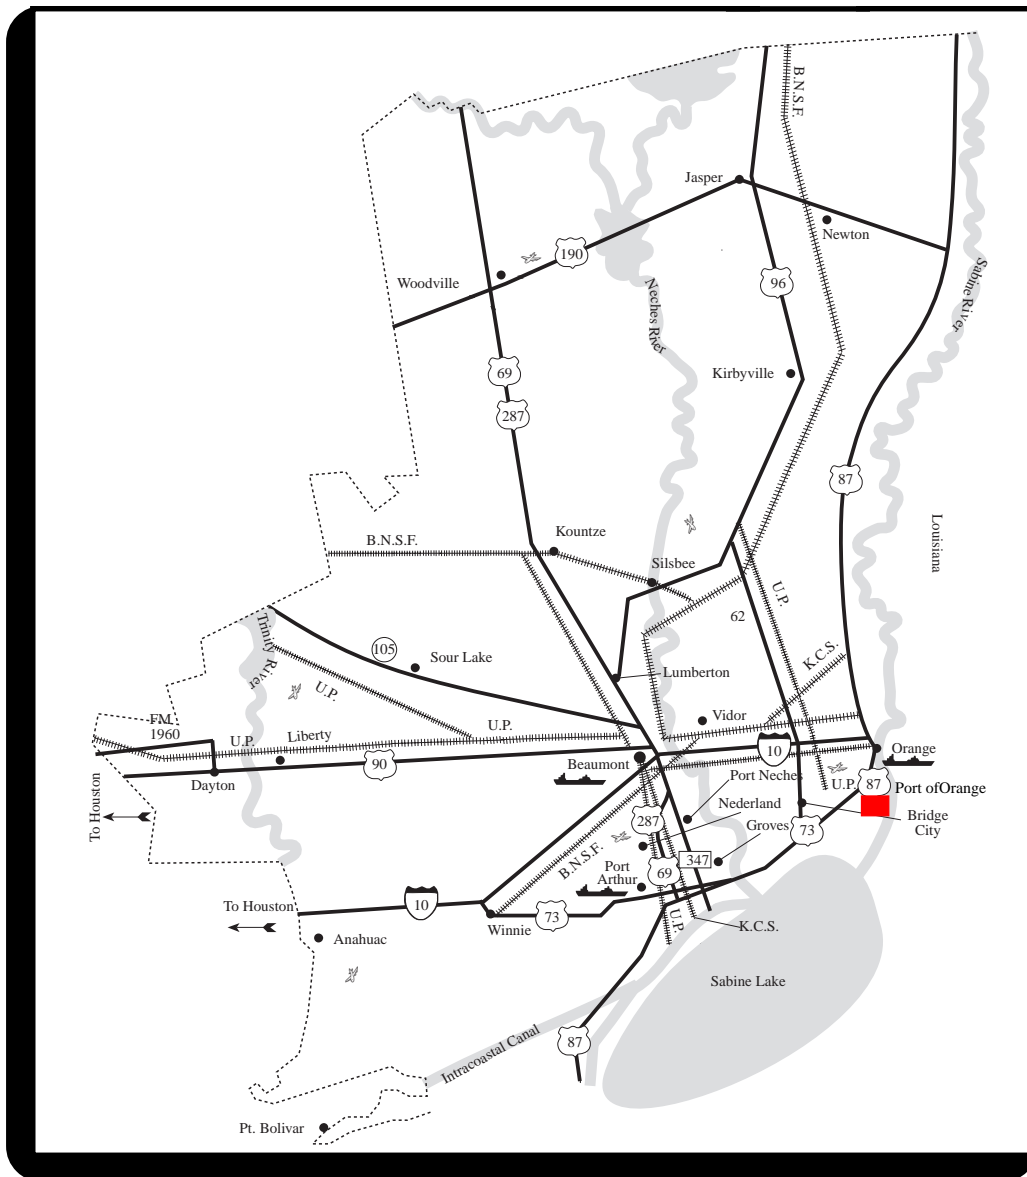 B.N.S.F.
Jasper
Newton
190
Woodville
96
Sabine River
Neches River
69
Kirbyville
287
87
Louisiana
B.N.S.F.
Kountze
Silsbee
U.P.
62
Trinity River
105
Sour Lake
K.C.S.
Lumberton
U.P.
FM.
1960
Vidor
U.P.
U.P.
Liberty
10
Orange
90
Beaumont
Dayton
Port Neches
U.P.
87
Port ofOrange
To Houston
Nederland
Bridge
City
287
Groves
73
B.N.S.F.
347
Port
Arthur
69
To Houston
10
73
Winnie
U.P.
K.C.S.
Anahuac
Sabine Lake
87
Intracoastal Canal
Pt. Bolivar